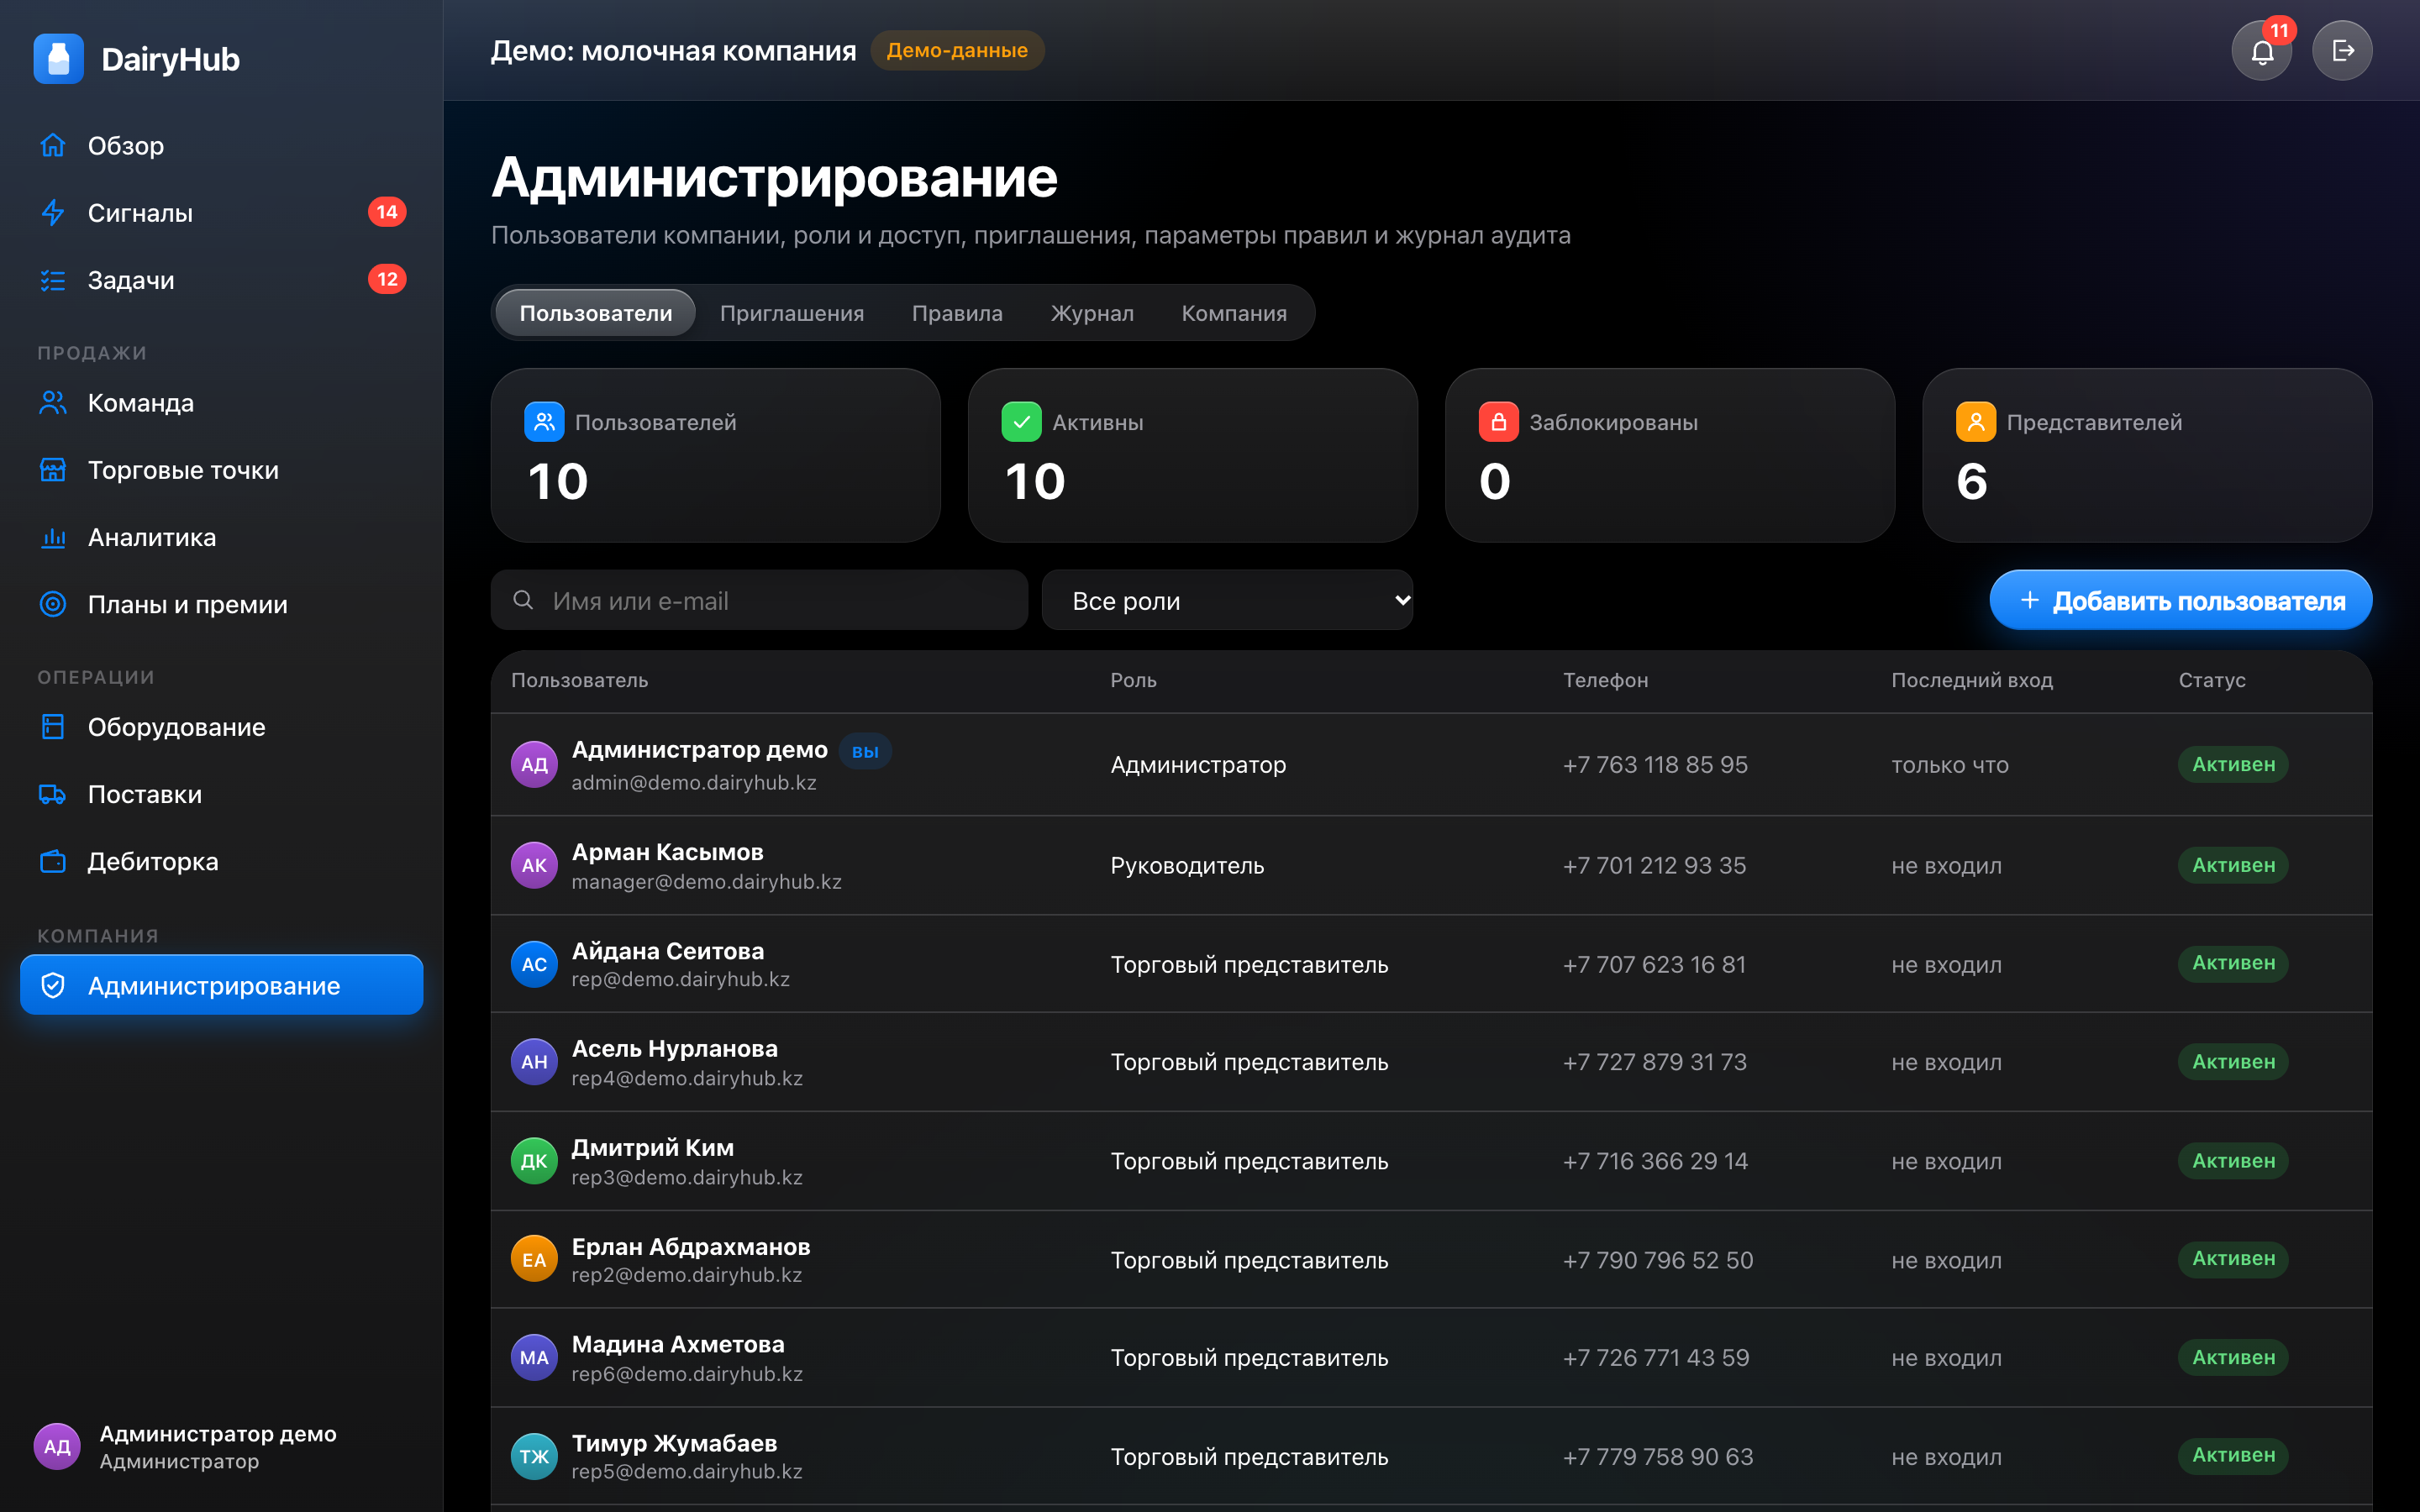 DairyHub
Обзор
Сигналы 14
Задачи 12
ПРОДАЖИ
Команда
Торговые точки
Аналитика
Планы и премии
ОПЕРАЦИИ
Оборудование
Поставки
Дебиторка
КОМПАНИЯ
Администрирование
АД Администратор демо
Администратор
Демо: молочная компания Демо-данные
11
Администрирование
Пользователи компании, роли и доступ, приглашения, параметры правил и журнал аудита
Пользователи Приглашения Правила Журнал Компания
Пользователей
10
Активны
10
Заблокированы
0
Представителей
6
Имя или e-mail
Все роли
+ Добавить пользователя
Пользователь Роль Телефон Последний вход Статус
АД Администратор демо вы
admin@demo.dairyhub.kz
Администратор +7 763 118 85 95 только что Активен
АК Арман Касымов
manager@demo.dairyhub.kz
Руководитель +7 701 212 93 35 не входил Активен
АС Айдана Сеитова
rep@demo.dairyhub.kz
Торговый представитель +7 707 623 16 81 не входил Активен
АН Асель Нурланова
rep4@demo.dairyhub.kz
Торговый представитель +7 727 879 31 73 не входил Активен
ДК Дмитрий Ким
rep3@demo.dairyhub.kz
Торговый представитель +7 716 366 29 14 не входил Активен
ЕА Ерлан Абдрахманов
rep2@demo.dairyhub.kz
Торговый представитель +7 790 796 52 50 не входил Активен
МА Мадина Ахметова
rep6@demo.dairyhub.kz
Торговый представитель +7 726 771 43 59 не входил Активен
ТЖ Тимур Жумабаев
rep5@demo.dairyhub.kz
Торговый представитель +7 779 758 90 63 не входил Активен